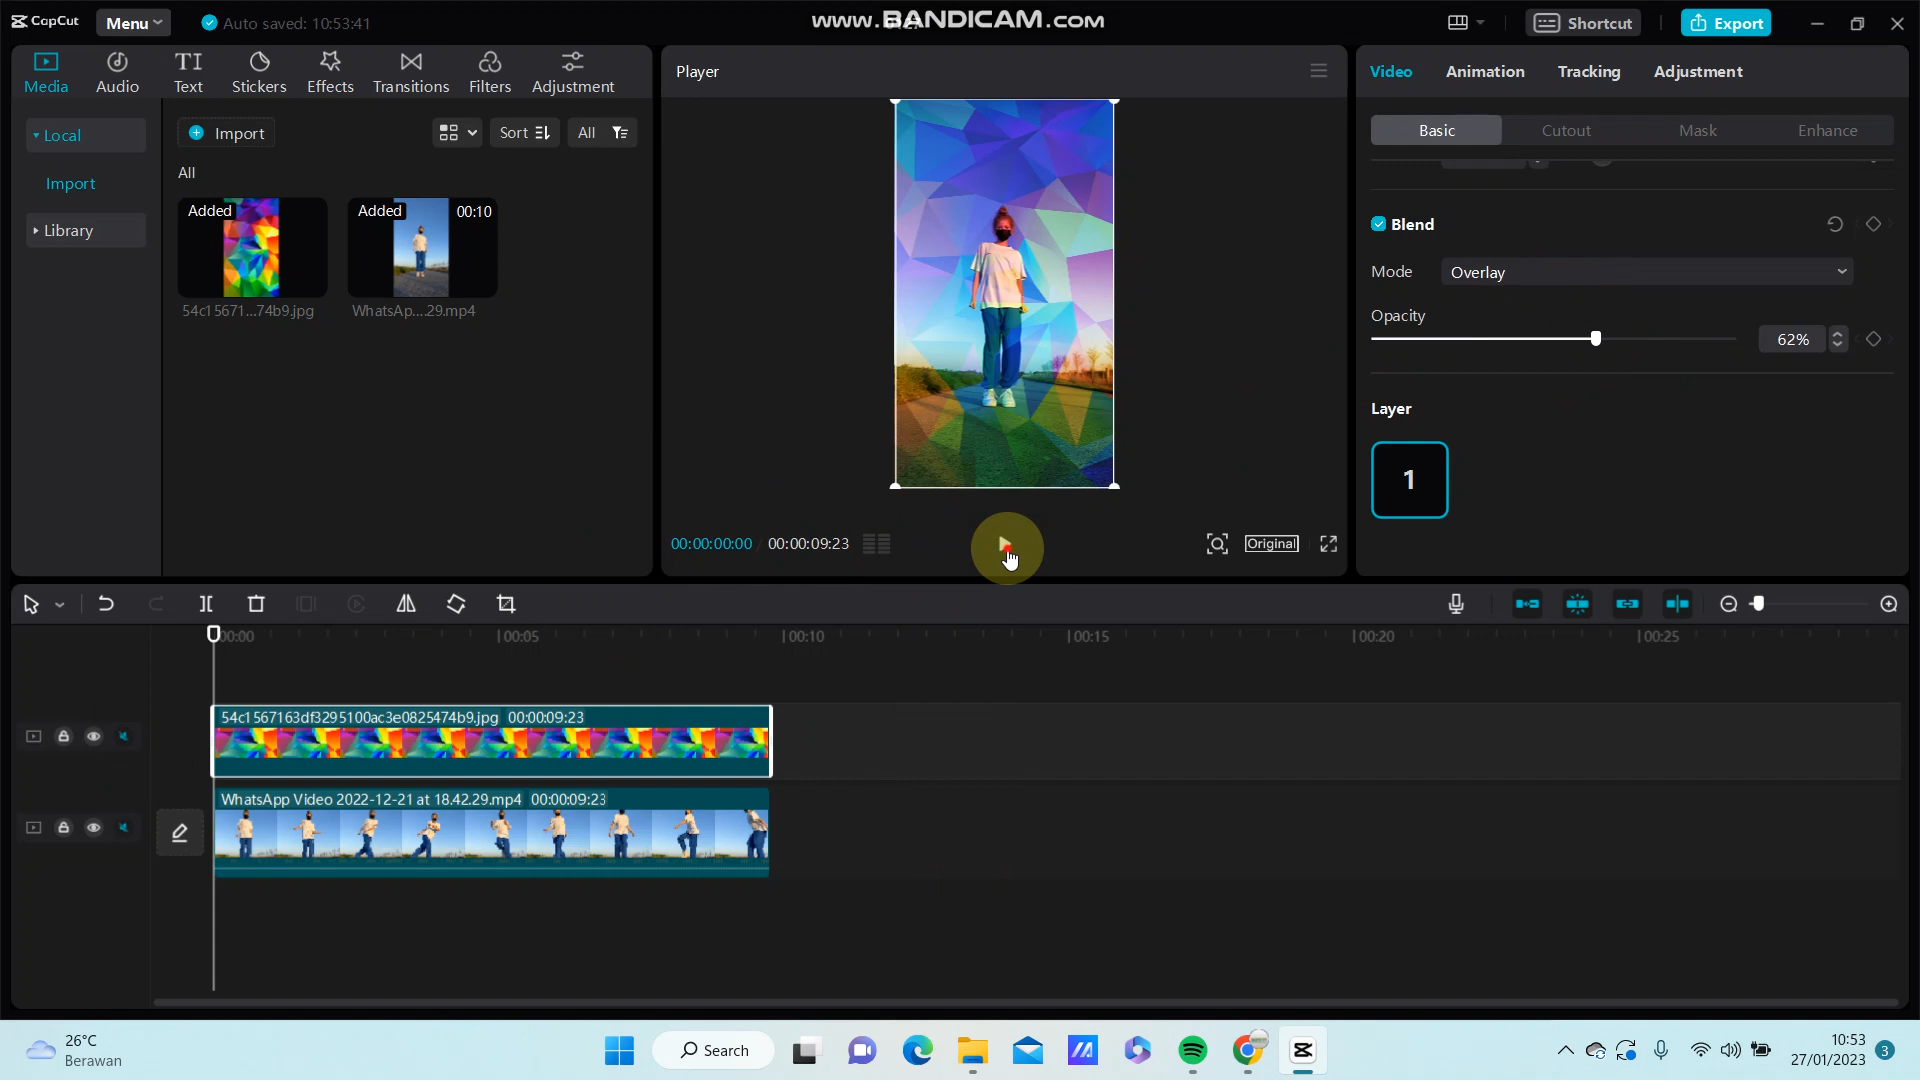 CapCut
Menu
Auto saved: 10:53:41
www.BANDICAM.COM
Shortcut
Export
Media
Audio
Text
Stickers
Effects
Transitions
Filters
Adjustment
Local
Import
Library
Import
Sort
All
All
Added
Added
00:10
54c15671...74b9.jpg
WhatsAp....29.mp4
Player
00:00:00:00 / 00:00:09:23
Original
Video
Animation
Tracking
Adjustment
Basic
Cutout
Mask
Enhance
Blend
Mode
Overlay
Opacity
62%
Layer
1
00:00
00:05
00:10
00:15
00:20
00:25
54c1567163df3295100ac3e0825474b9.jpg 00:00:09:23
WhatsApp Video 2022-12-21 at 18.42.29.mp4 00:00:09:23
26°C
Berawan
Search
10:53
27/01/2023
3